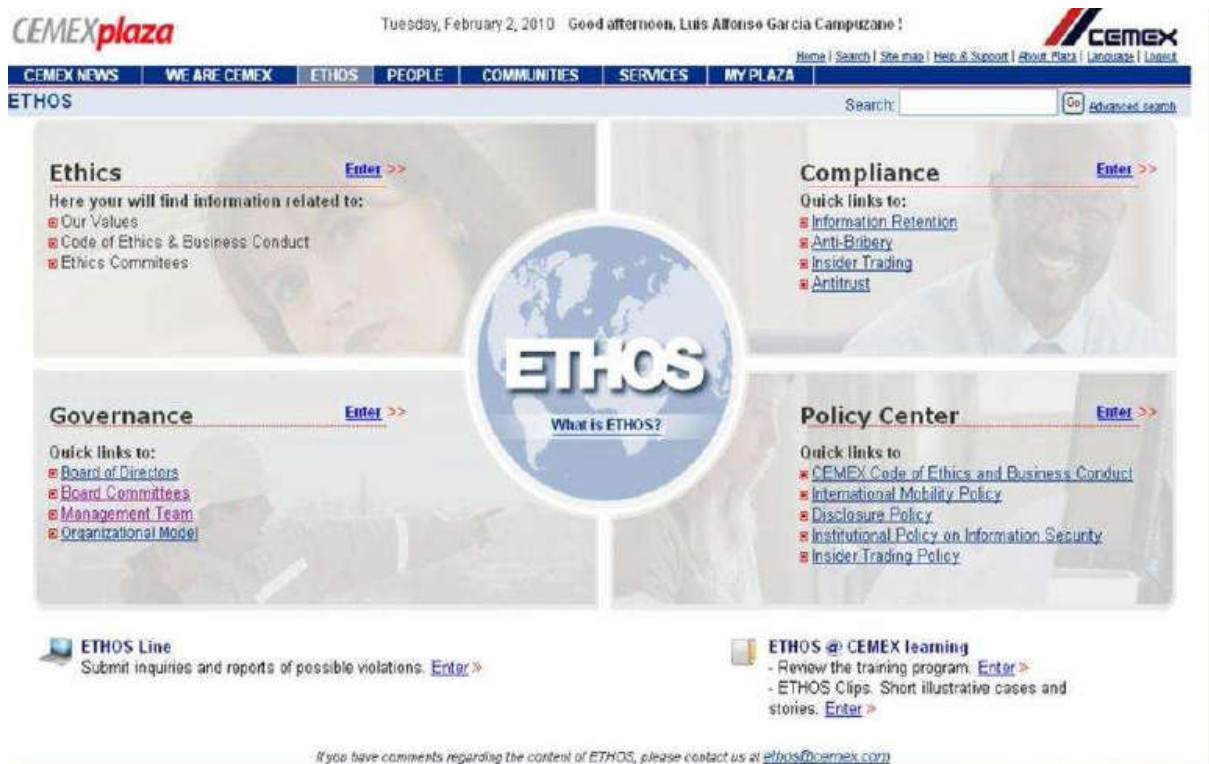 CEMEXplaza
Tuesday, February 2, 2010 Good afternoon, Luis Alfonso Garcia Campuzano !
CEMEX
Home | Search | Site map | Help & Support | About Plaza | Language | Logout
CEMEX NEWS WE ARE CEMEX ETHOS PEOPLE COMMUNITIES SERVICES MY PLAZA
ETHOS
Search: Go Advanced search
Ethics Enter >>
Here your will find information related to:
Our Values
Code of Ethics & Business Conduct
Ethics Commitees
Compliance Enter >>
Quick links to:
Information Retention
Anti-Bribery
Insider Trading
Antitrust
ETHOS
What is ETHOS?
Governance Enter >>
Quick links to:
Board of Directors
Board Committees
Management Team
Organizational Model
Policy Center Enter >>
Quick links to
CEMEX Code of Ethics and Business Conduct
International Mobility Policy
Disclosure Policy
Institutional Policy on Information Security
Insider Trading Policy
ETHOS Line
Submit inquiries and reports of possible violations. Enter »
ETHOS @ CEMEX learning
- Review the training program. Enter »
- ETHOS Clips. Short illustrative cases and
stories. Enter »
If you have comments regarding the content of ETHOS, please contact us at ethos@cemex.com